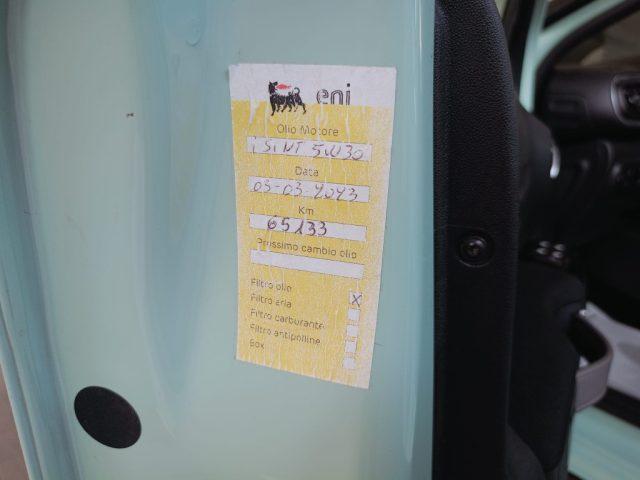 eni
Olio Motore
i SINT 5W30
Data
03-03-2023
Km
65133
Prossimo cambio olio
Filtro olio X
Filtro aria
Filtro carburante
Filtro antipolline
Box